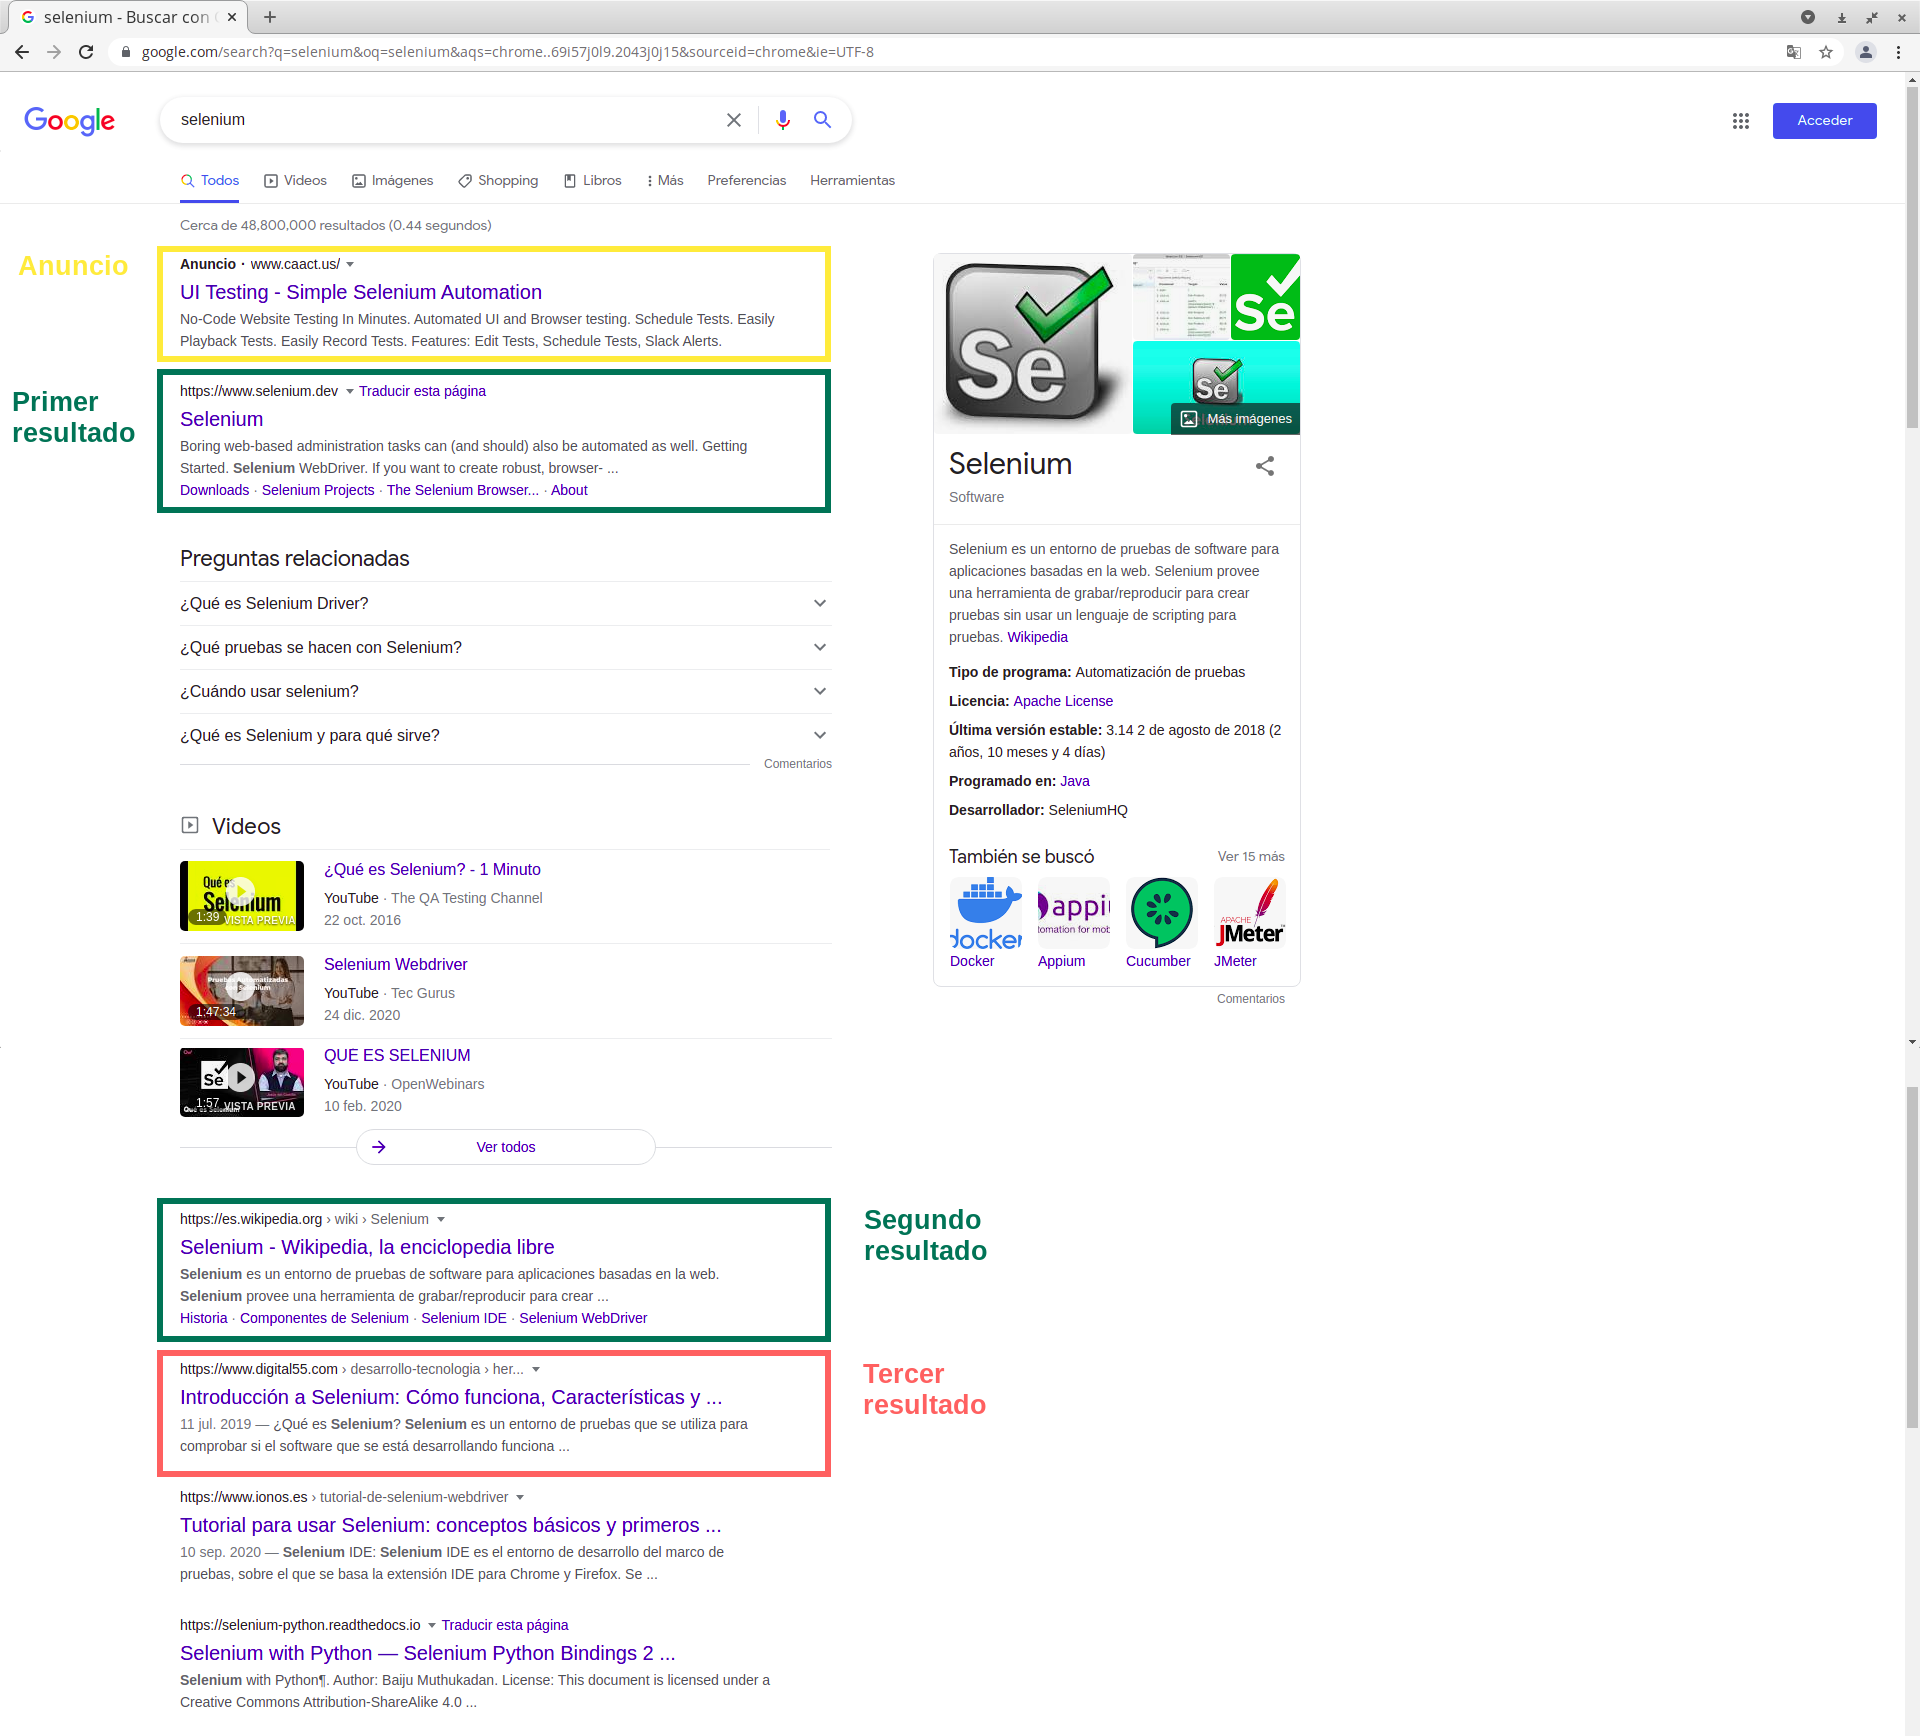 selenium - Buscar con
google.com/search?q=selenium&oq=selenium&aqs=chrome..69i57j0l9.2043j0j15&sourceid=chrome&ie=UTF-8
Google
selenium
Acceder
Todos
Videos
Imágenes
Shopping
Libros
Más
Preferencias
Herramientas
Cerca de 48,800,000 resultados (0.44 segundos)
Anuncio
Anuncio · www.caact.us/
UI Testing - Simple Selenium Automation
No-Code Website Testing In Minutes. Automated UI and Browser testing. Schedule Tests. Easily
Playback Tests. Easily Record Tests. Features: Edit Tests, Schedule Tests, Slack Alerts.
Primer
resultado
https://www.selenium.dev Traducir esta página
Selenium
Boring web-based administration tasks can (and should) also be automated as well. Getting
Started. Selenium WebDriver. If you want to create robust, browser- ...
Downloads · Selenium Projects · The Selenium Browser... · About
Preguntas relacionadas
¿Qué es Selenium Driver?
¿Qué pruebas se hacen con Selenium?
¿Cuándo usar selenium?
¿Qué es Selenium y para qué sirve?
Comentarios
Videos
Qué es
Selenium
1:39 VISTA PREVIA
¿Qué es Selenium? - 1 Minuto
YouTube · The QA Testing Channel
22 oct. 2016
Pruebas Automatizadas
con Selenium
1:47:34
Selenium Webdriver
YouTube · Tec Gurus
24 dic. 2020
Se
1:57 VISTA PREVIA
Qué es Selenium
QUE ES SELENIUM
YouTube · OpenWebinars
10 feb. 2020
Ver todos
Se
Se
Se
Más imágenes
Selenium
Software
Selenium es un entorno de pruebas de software para
aplicaciones basadas en la web. Selenium provee
una herramienta de grabar/reproducir para crear
pruebas sin usar un lenguaje de scripting para
pruebas. Wikipedia
Tipo de programa: Automatización de pruebas
Licencia: Apache License
Última versión estable: 3.14 2 de agosto de 2018 (2
años, 10 meses y 4 días)
Programado en: Java
Desarrollador: SeleniumHQ
También se buscó
Ver 15 más
docker
appi
omation for mob
APACHE
JMeter
Docker
Appium
Cucumber
JMeter
Comentarios
https://es.wikipedia.org › wiki › Selenium
Selenium - Wikipedia, la enciclopedia libre
Selenium es un entorno de pruebas de software para aplicaciones basadas en la web.
Selenium provee una herramienta de grabar/reproducir para crear ...
Historia · Componentes de Selenium · Selenium IDE · Selenium WebDriver
Segundo
resultado
https://www.digital55.com › desarrollo-tecnologia › her...
Introducción a Selenium: Cómo funciona, Características y ...
11 jul. 2019 — ¿Qué es Selenium? Selenium es un entorno de pruebas que se utiliza para
comprobar si el software que se está desarrollando funciona ...
Tercer
resultado
https://www.ionos.es › tutorial-de-selenium-webdriver
Tutorial para usar Selenium: conceptos básicos y primeros ...
10 sep. 2020 — Selenium IDE: Selenium IDE es el entorno de desarrollo del marco de
pruebas, sobre el que se basa la extensión IDE para Chrome y Firefox. Se ...
https://selenium-python.readthedocs.io Traducir esta página
Selenium with Python — Selenium Python Bindings 2 ...
Selenium with Python¶. Author: Baiju Muthukadan. License: This document is licensed under a
Creative Commons Attribution-ShareAlike 4.0 ...